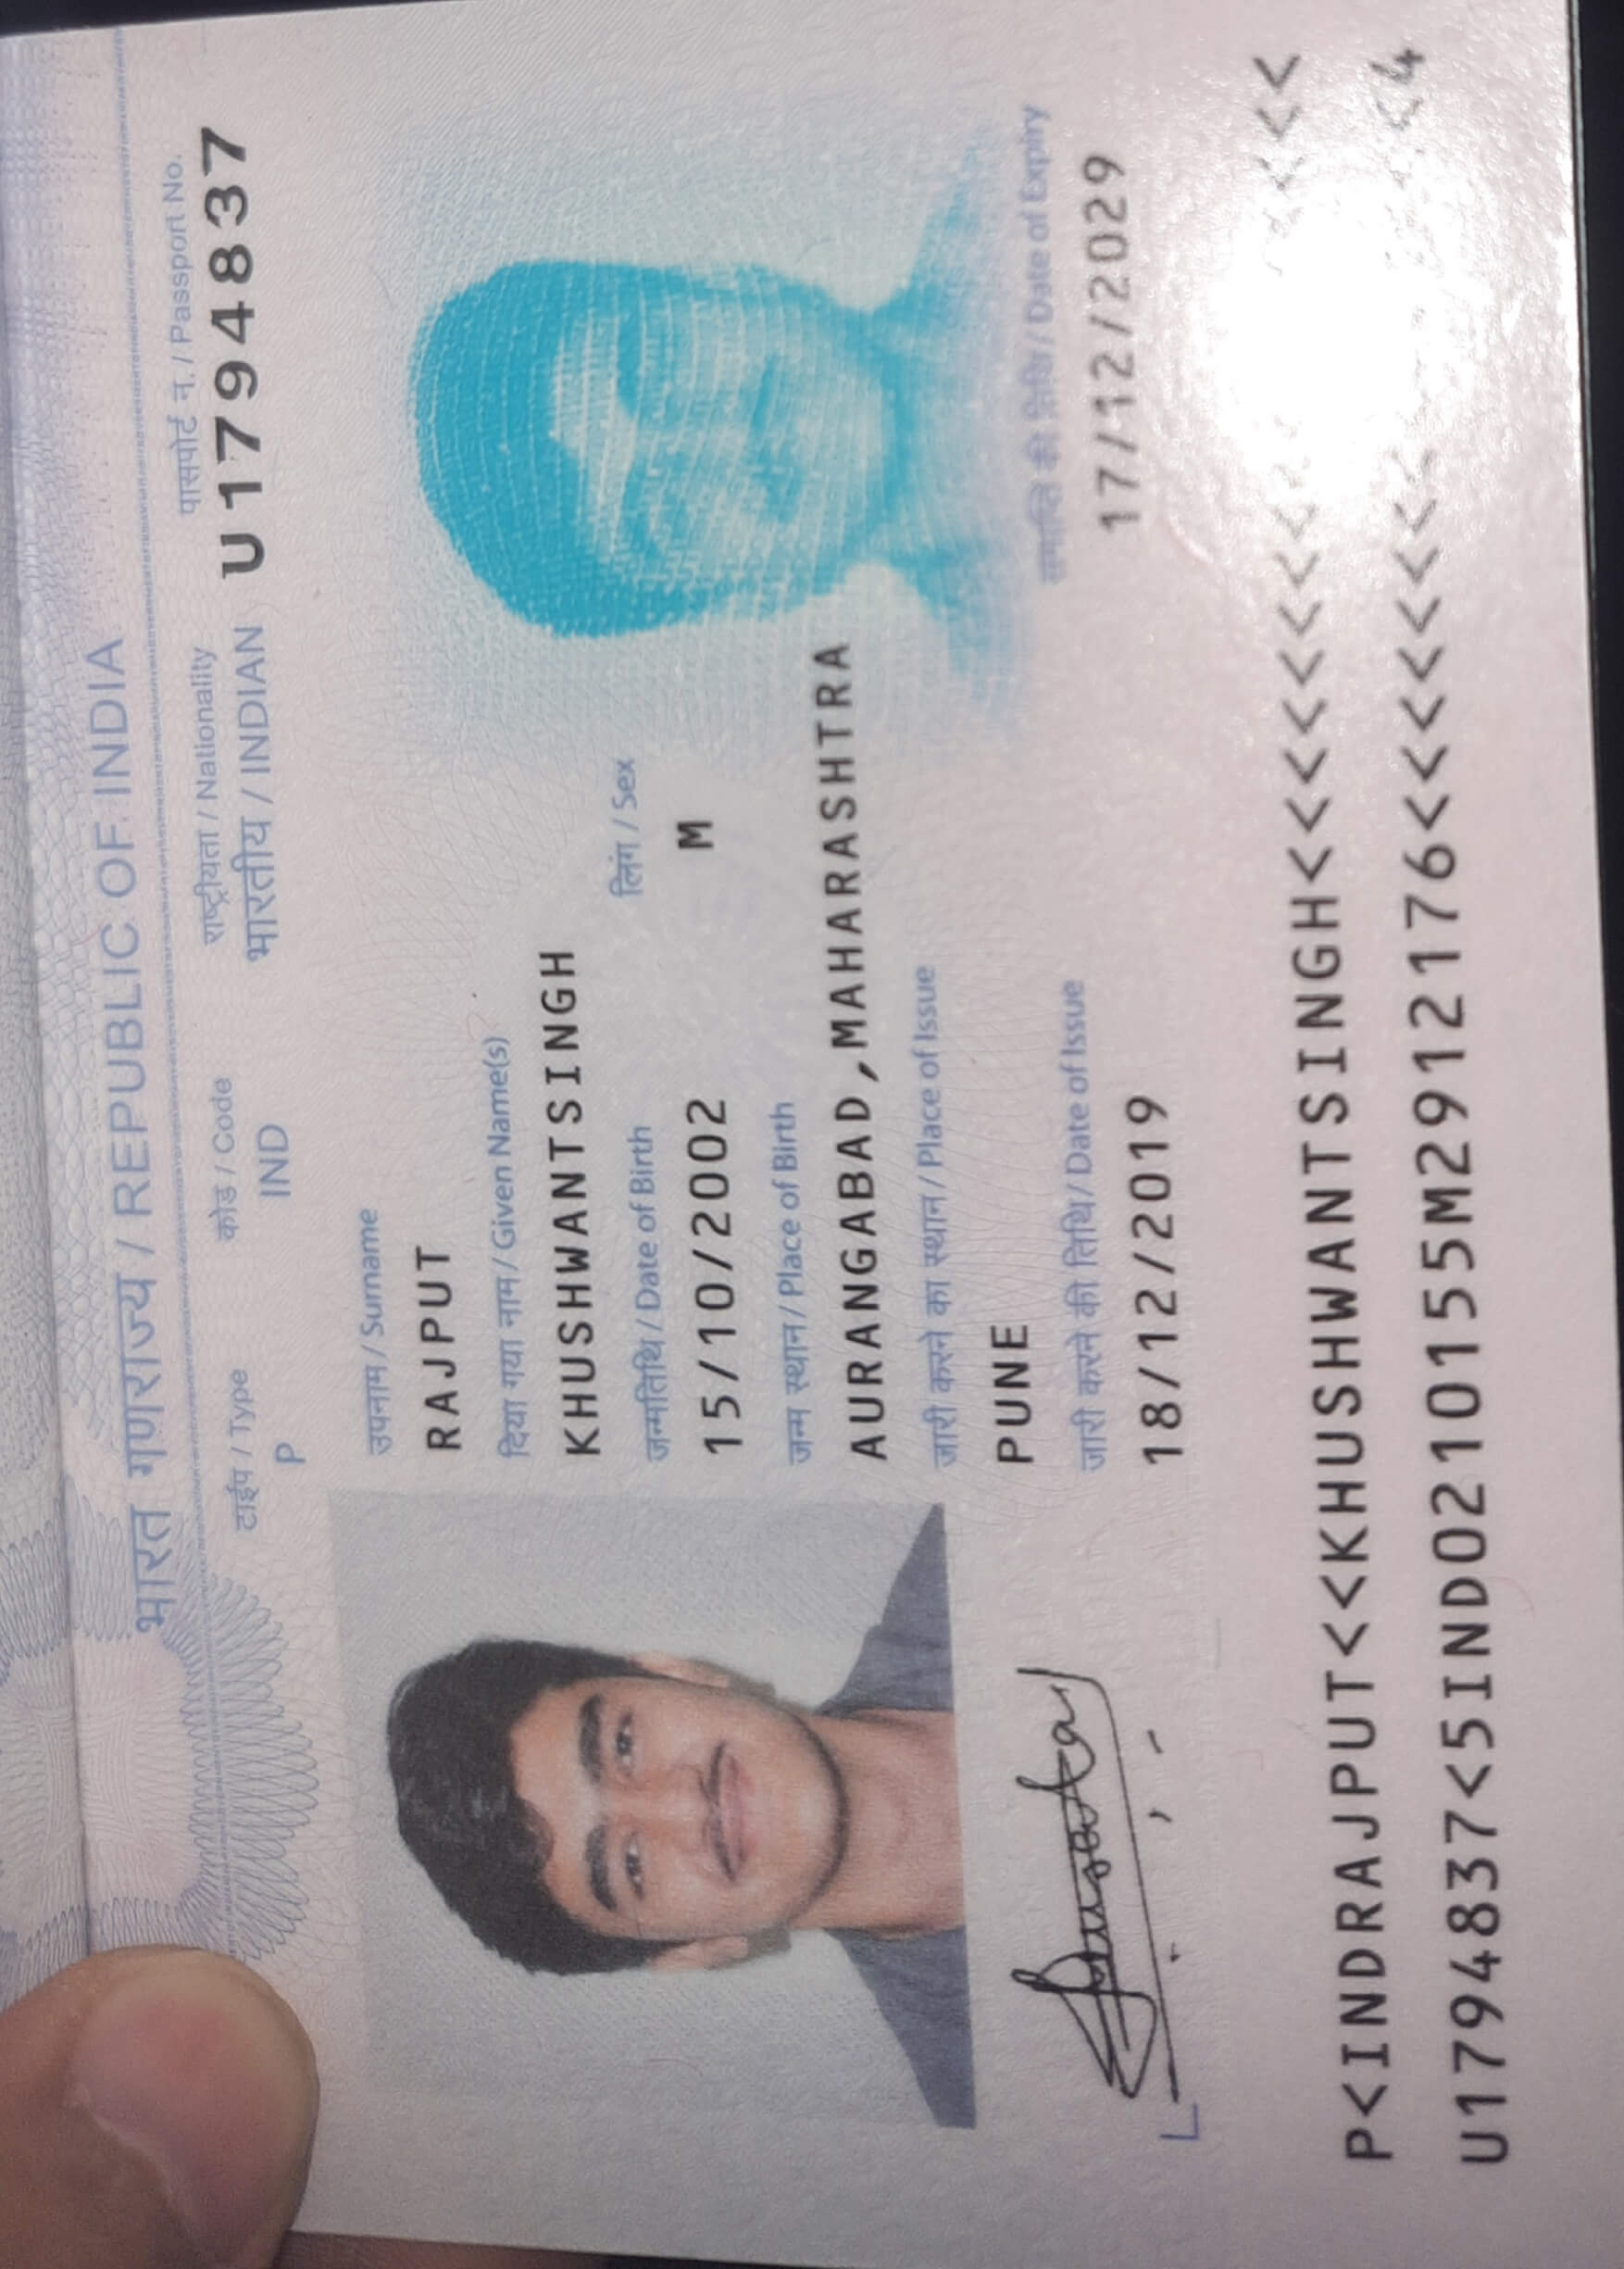 भारत गणराज्य / REPUBLIC OF INDIA
टाईप / Type
P
कोड / Code
IND
राष्ट्रीयता / Nationality
भारतीय / INDIAN
पासपोर्ट न. / Passport No.
U1794837
उपनाम / Surname
RAJPUT
दिया गया नाम / Given Name(s)
KHUSHWANTSINGH
जन्मतिथि / Date of Birth
15/10/2002
लिंग / Sex
M
जन्म स्थान / Place of Birth
AURANGABAD,MAHARASHTRA
जारी करने का स्थान / Place of Issue
PUNE
जारी करने की तिथि / Date of Issue
18/12/2019
समाप्ति की तिथि / Date of Expiry
17/12/2029
P<INDRAJPUT<<KHUSHWANTSINGH<<<<<<<<
U1794837<5IND0210155M2912176<<<<<<< <4